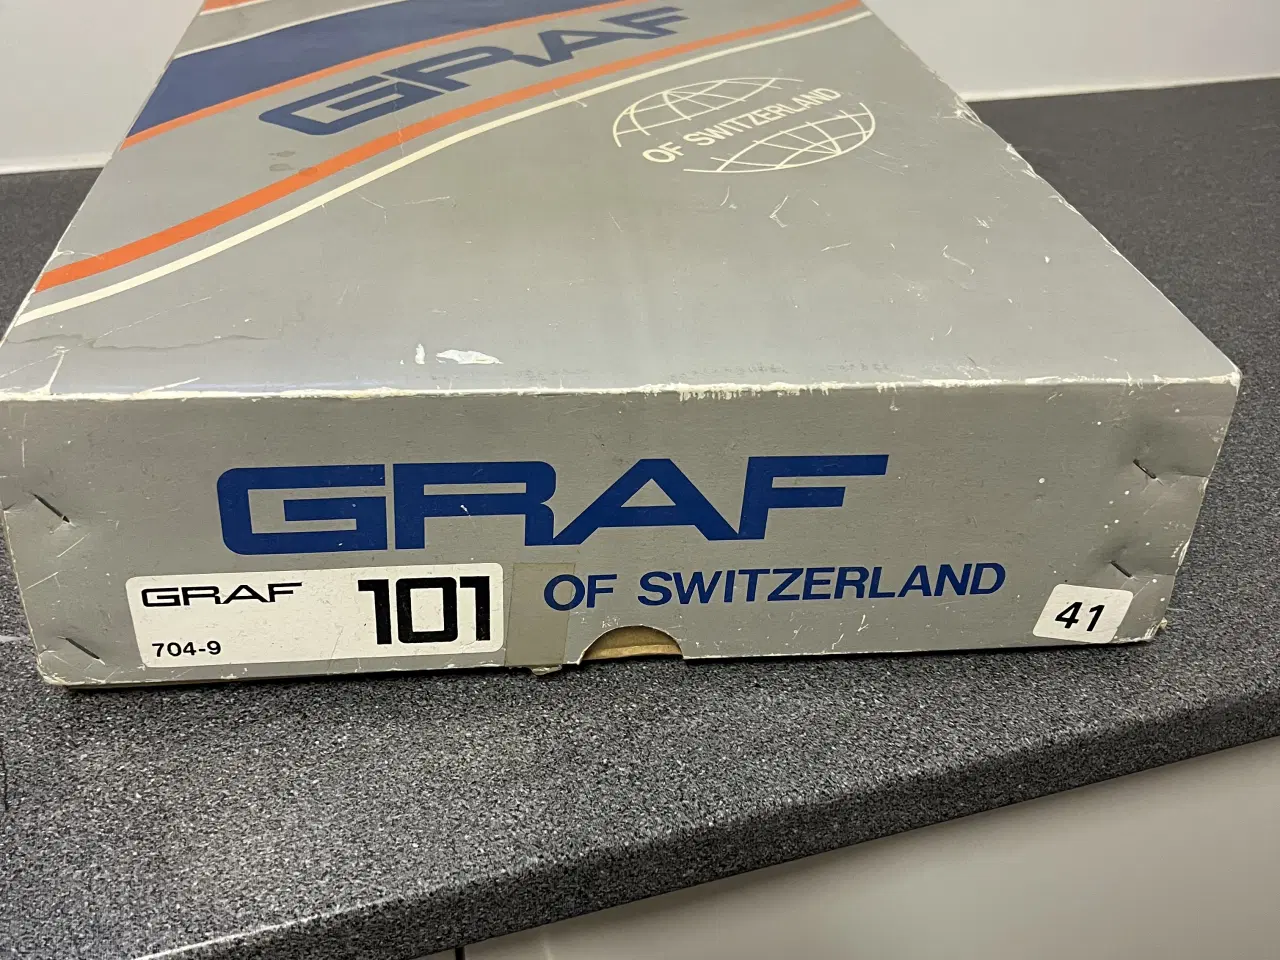 GRAF
OF SWITZERLAND
GRAF
OF SWITZERLAND
GRAF 101
704-9
41